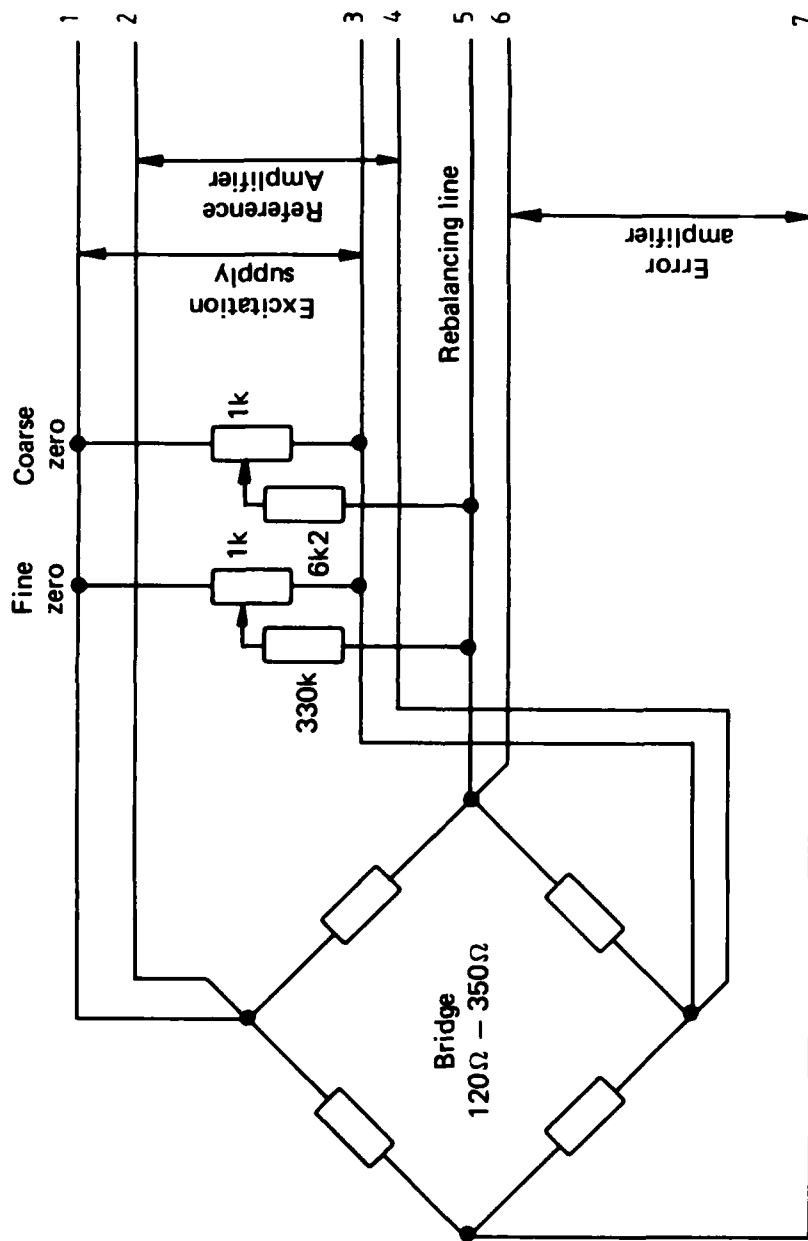 1
2
3
4
5
6
7
Fine
zero
Coarse
zero
1k
1k
330k
6k2
Excitation
supply
Reference
Amplifier
Rebalancing line
Error
amplifier
Bridge
120Ω – 350Ω